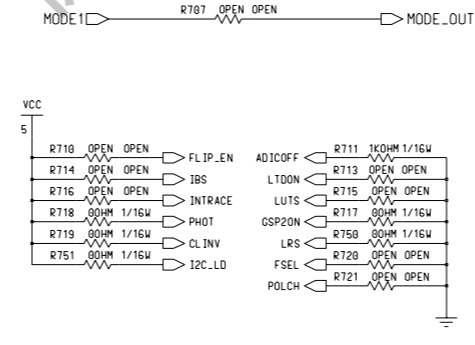 MODE1 R707 OPEN OPEN MODE_OUT
VCC
5
R710 OPEN OPEN FLIP_EN
R714 OPEN OPEN IBS
R716 OPEN OPEN INTRACE
R718 0OHM 1/16W PHOT
R719 0OHM 1/16W CLINV
R751 00HM 1/16W I2C_LD
ADICOFF R711 1KOHM 1/16W
LTDON R713 OPEN OPEN
LUTS R715 OPEN OPEN
GSP2ON R717 0OHM 1/16W
LRS R750 0OHM 1/16W
FSEL R720 OPEN OPEN
POLCH R721 OPEN OPEN